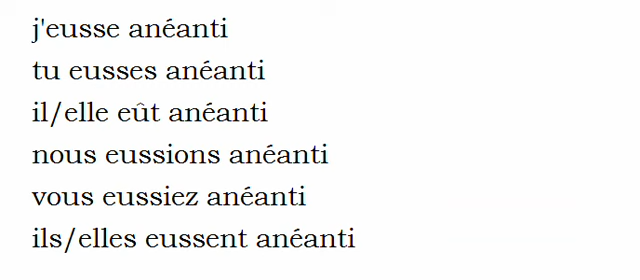 j'eusse anéanti
tu eusses anéanti
il/elle eût anéanti
nous eussions anéanti
vous eussiez anéanti
ils/elles eussent anéanti